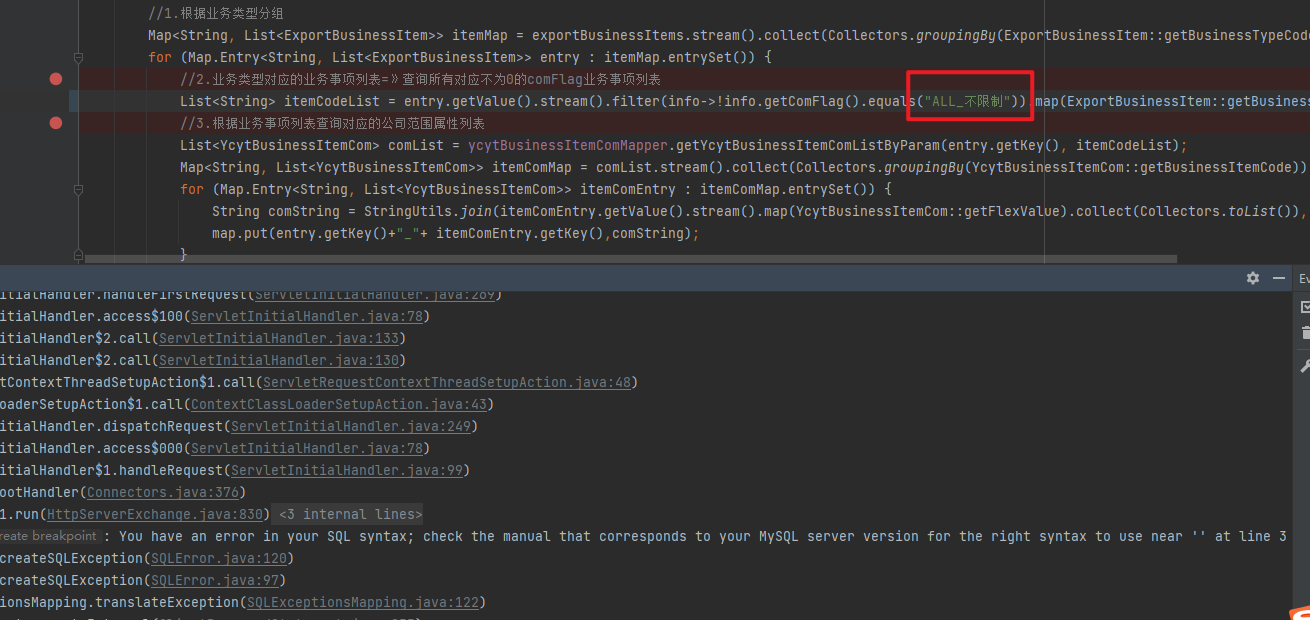 //1.根据业务类型分组
Map<String, List<ExportBusinessItem>> itemMap = exportBusinessItems.stream().collect(Collectors.groupingBy(ExportBusinessItem::getBusinessTypeCod
for (Map.Entry<String, List<ExportBusinessItem>> entry : itemMap.entrySet()) {
//2.业务类型对应的业务事项列表=》查询所有对应不为0的comFlag业务事项列表
List<String> itemCodeList = entry.getValue().stream().filter(info->!info.getComFlag().equals("ALL_不限制")).map(ExportBusinessItem::getBusiness
//3.根据业务事项列表查询对应的公司范围属性列表
List<YcytBusinessItemCom> comList = ycytBusinessItemComMapper.getYcytBusinessItemComListByParam(entry.getKey(), itemCodeList);
Map<String, List<YcytBusinessItemCom>> itemComMap = comList.stream().collect(Collectors.groupingBy(YcytBusinessItemCom::getBusinessItemCode))
for (Map.Entry<String, List<YcytBusinessItemCom>> itemComEntry : itemComMap.entrySet()) {
String comString = StringUtils.join(itemComEntry.getValue().stream().map(YcytBusinessItemCom::getFlexValue).collect(Collectors.toList()),
map.put(entry.getKey()+"_"+ itemComEntry.getKey(),comString);
}
Ev
itialHandler.handleFirstRequest(ServletInitialHandler.java:269)
itialHandler.access$100(ServletInitialHandler.java:78)
itialHandler$2.call(ServletInitialHandler.java:133)
itialHandler$2.call(ServletInitialHandler.java:130)
tContextThreadSetupAction$1.call(ServletRequestContextThreadSetupAction.java:48)
oaderSetupAction$1.call(ContextClassLoaderSetupAction.java:43)
itialHandler.dispatchRequest(ServletInitialHandler.java:249)
itialHandler.access$000(ServletInitialHandler.java:78)
itialHandler$1.handleRequest(ServletInitialHandler.java:99)
ootHandler(Connectors.java:376)
1.run(HttpServerExchange.java:830) <3 internal lines>
reate breakpoint : You have an error in your SQL syntax; check the manual that corresponds to your MySQL server version for the right syntax to use near '' at line 3
createSQLException(SQLError.java:120)
createSQLException(SQLError.java:97)
ionsMapping.translateException(SQLExceptionsMapping.java:122)